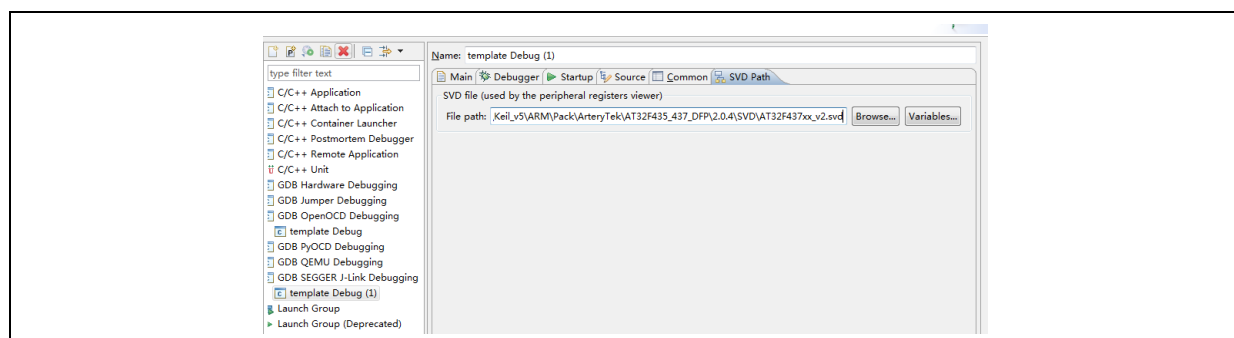 Name: template Debug (1)
type filter text
Main Debugger Startup Source Common SVD Path
SVD file (used by the peripheral registers viewer)
File path: Keil_v5\ARM\Pack\ArteryTek\AT32F435_437_DFP\2.0.4\SVD\AT32F437xx_v2.svd Browse... Variables...
C/C++ Application
C/C++ Attach to Application
C/C++ Container Launcher
C/C++ Postmortem Debugger
C/C++ Remote Application
C/C++ Unit
GDB Hardware Debugging
GDB Jumper Debugging
GDB OpenOCD Debugging
template Debug
GDB PyOCD Debugging
GDB QEMU Debugging
GDB SEGGER J-Link Debugging
template Debug (1)
Launch Group
Launch Group (Deprecated)